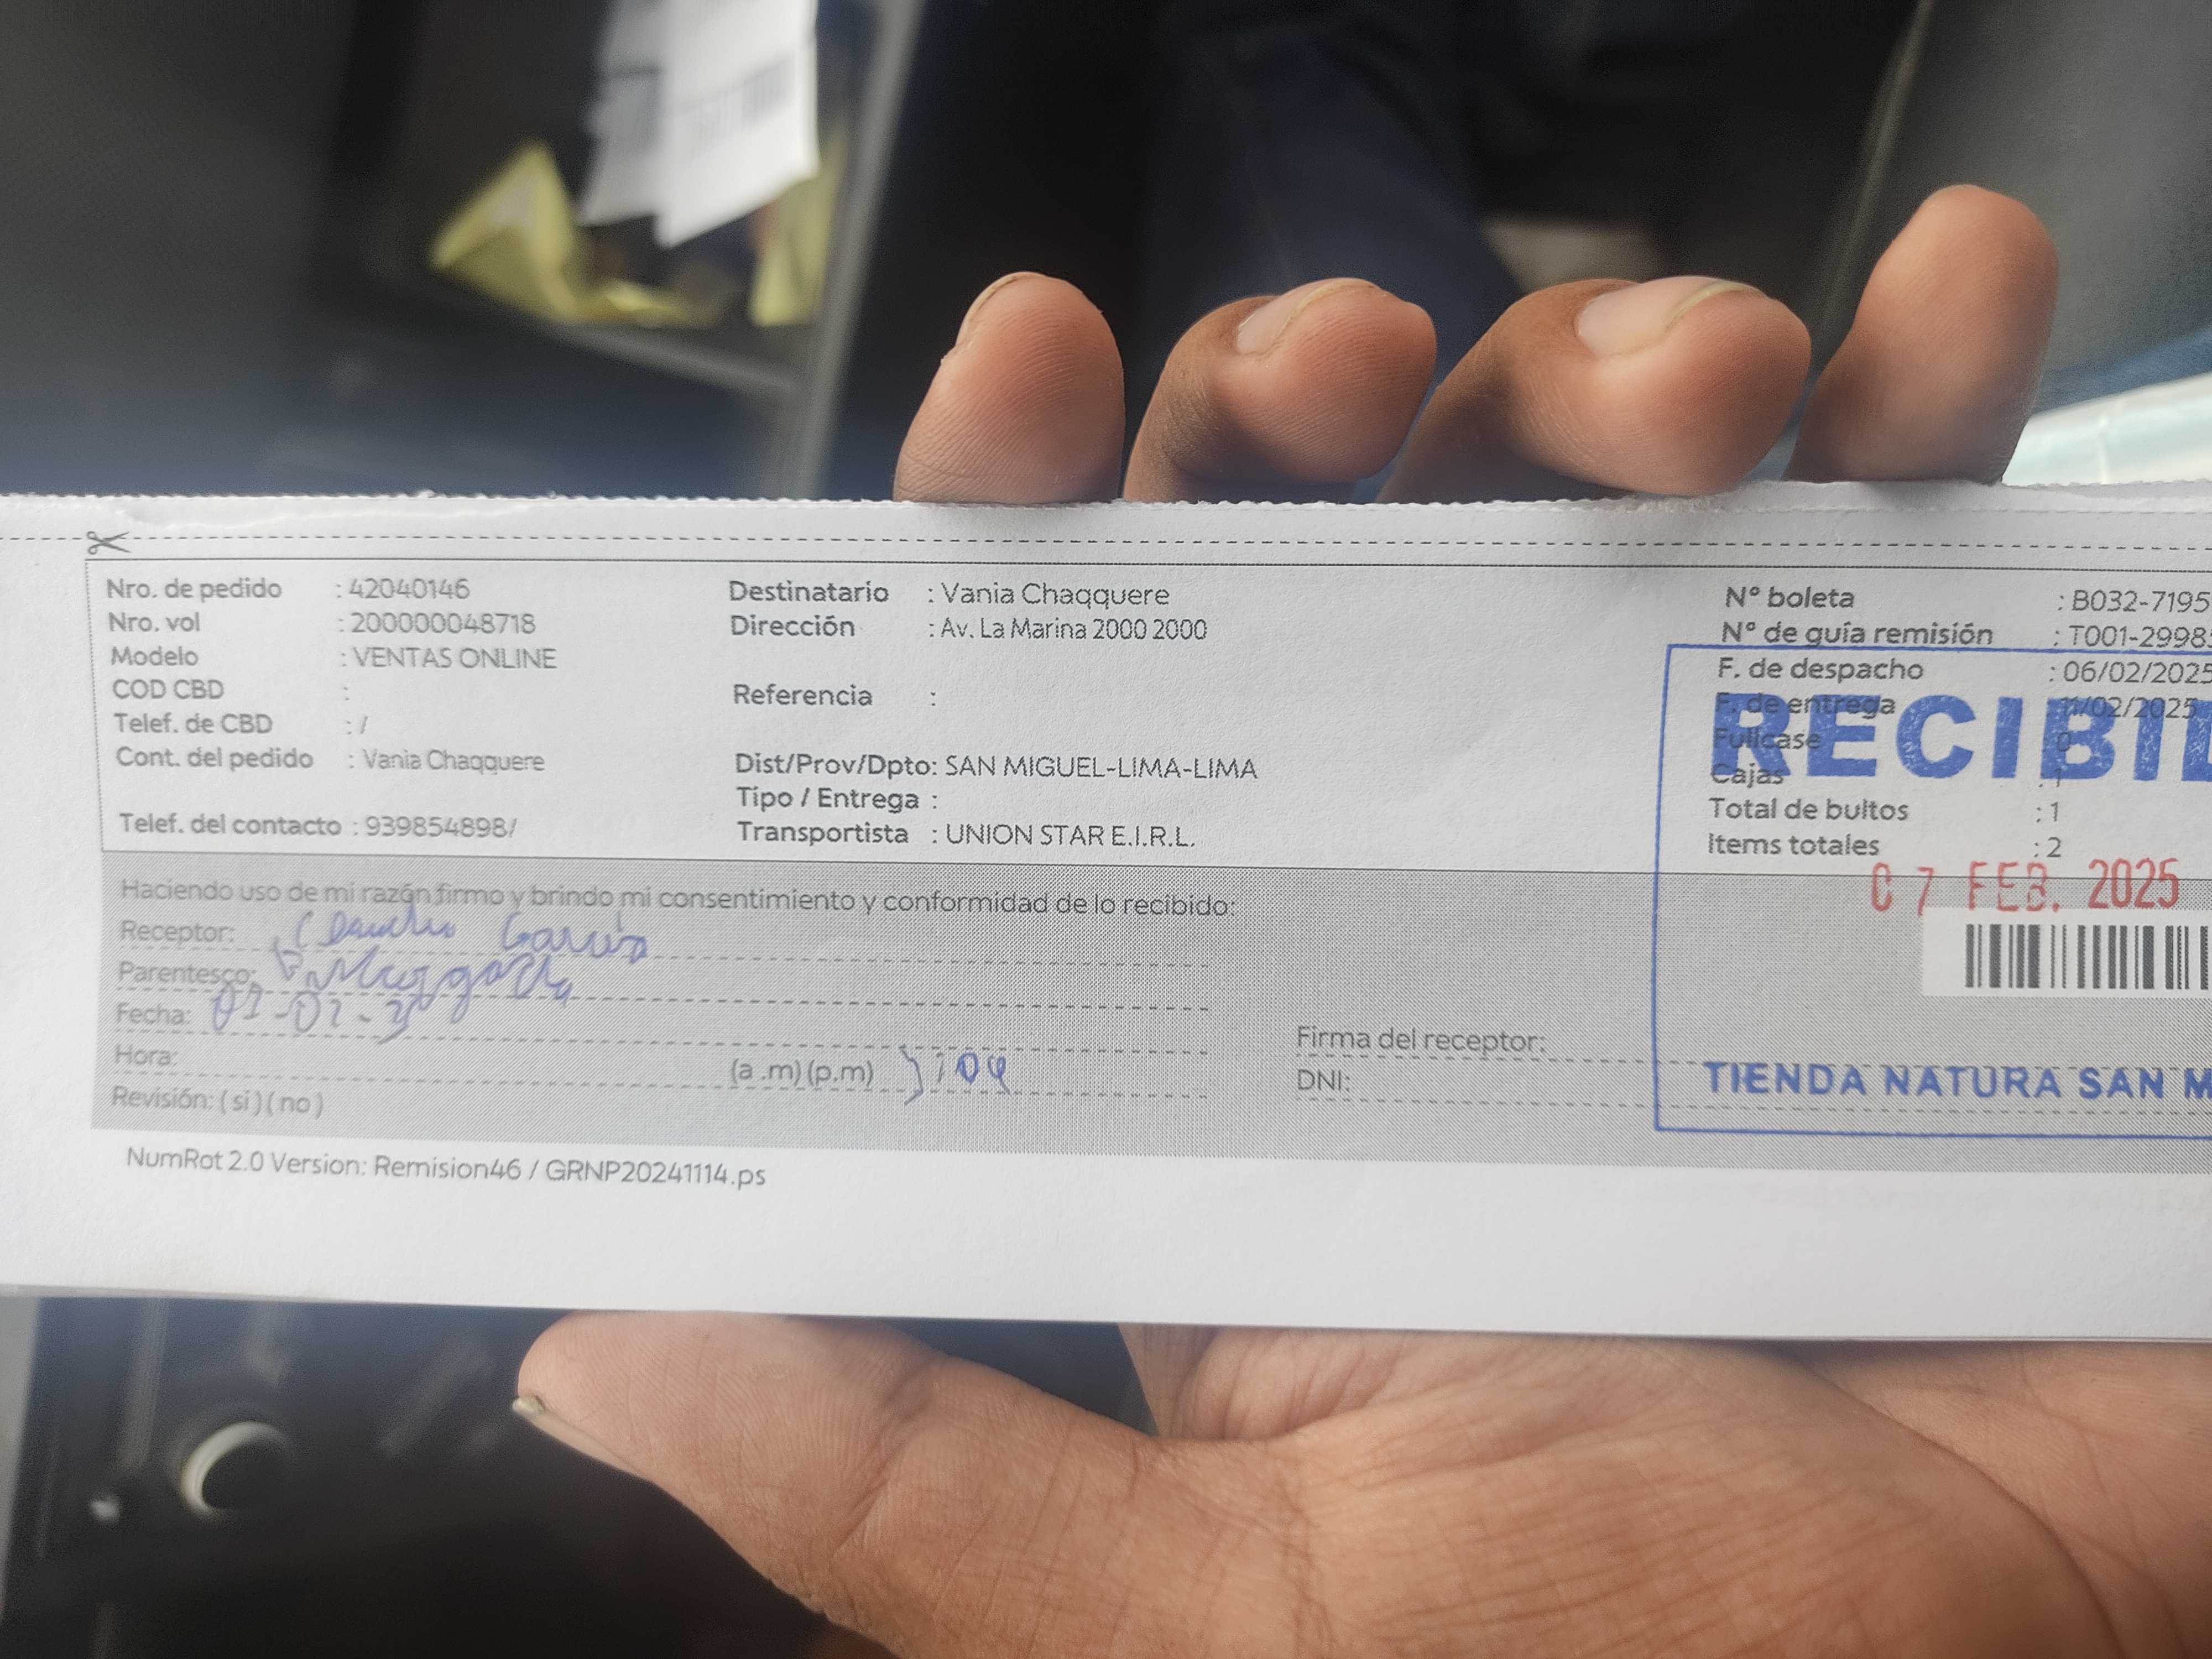 Nro. de pedido : 42040146
Nro. vol : 200000048718
Modelo : VENTAS ONLINE
COD CBD :
Telef. de CBD : /
Cont. del pedido : Vania Chaqquere
Telef. del contacto : 939854898/
Destinatario : Vania Chaqquere
Dirección : Av. La Marina 2000 2000
Referencia :
Dist/Prov/Dpto: SAN MIGUEL-LIMA-LIMA
Tipo / Entrega :
Transportista : UNION STAR E.I.R.L.
N° boleta : B032-7195
N° de guía remisión : T001-2998
F. de despacho : 06/02/2025
F. de entrega 11/02/2025
Fullcase 0
Cajas : 1
Total de bultos : 1
Items totales : 2
RECIBI
07 FEB. 2025
TIENDA NATURA SAN M
Haciendo uso de mi razón firmo y brindo mi consentimiento y conformidad de lo recibido:
Receptor: Claudia García
Parentesco:
Fecha:
Hora: (a .m) (p.m)
Revisión: ( si ) ( no )
Firma del receptor:
DNI:
NumRot 2.0 Version: Remision46 / GRNP20241114.ps